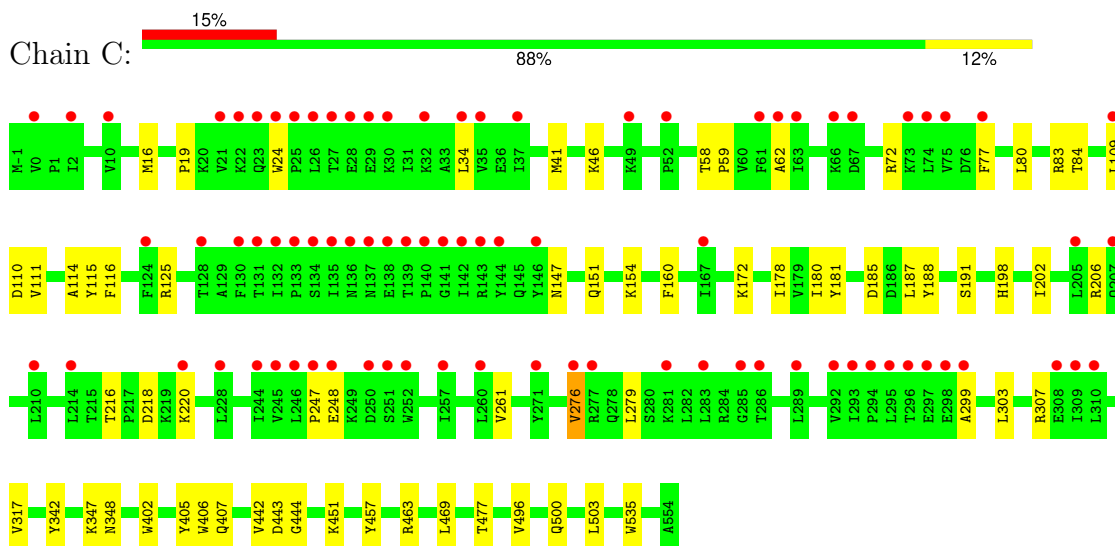 15%
Chain C:
88% 12%
M-1 V0 P1 I2 V10 M16 P19 K20 V21 K22 Q23 W24 P25 L26 T27 E28 E29 K30 I31 K32 A33 L34 V35 E36 I37 M41 K46 K49 P52 T58 P59 V60 F61 A62 I63 K66 D67 R72 K73 L74 V75 D76 F77 L80 R83 T84 L109
D110 V111 A114 Y115 F116 F124 R125 T128 A129 F130 T131 I132 P133 S134 I135 N136 N137 E138 T139 P140 G141 I142 R143 Y144 Q145 Y146 N147 Q151 K154 F160 I167 K172 I178 V179 I180 Y181 D185 D186 L187 Y188 S191 H198 I202 L205 R206
L210 L214 T215 T216 P217 D218 K219 K220 L228 I244 V245 L246 P247 E248 K249 D250 S251 W252 I257 L260 V261 Y271 V276 R277 Q278 L279 S280 K281 L282 L283 R284 G285 T286 L289 V292 I293 P294 L295 T296 E297 E298 A299 L303 R307 E308 I309 L310
V317 Y342 K347 N348 W402 Y405 W406 Q407 V442 D443 G444 K451 Y457 R463 L469 T477 V496 Q500 L503 W535 A554